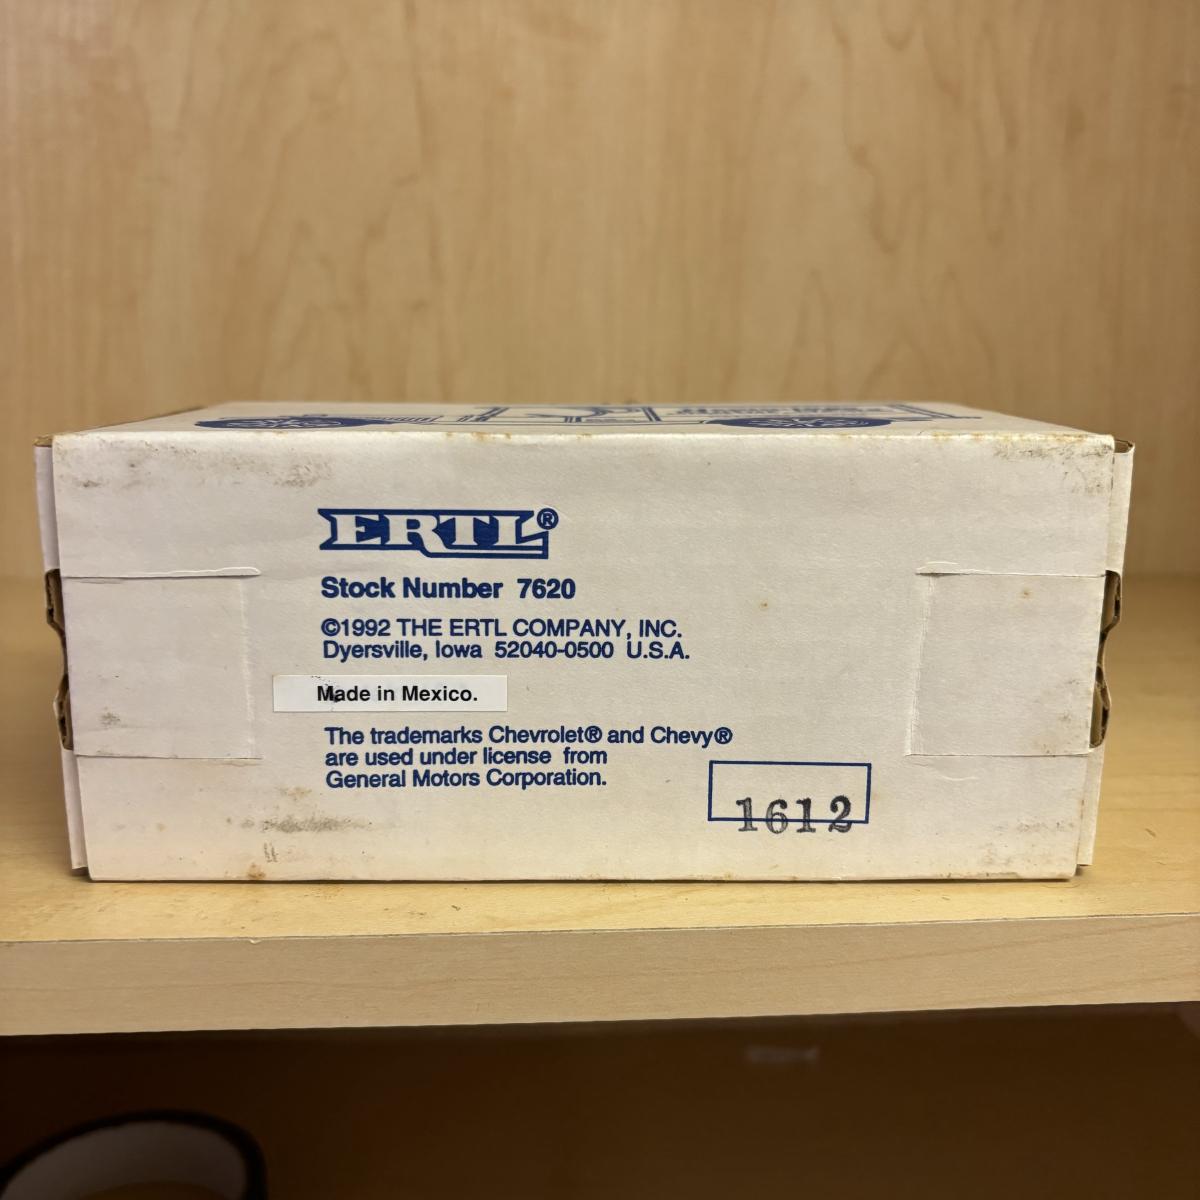 ERTL®
Stock Number 7620
©1992 THE ERTL COMPANY, INC.
Dyersville, Iowa 52040-0500 U.S.A.
Made in Mexico.
The trademarks Chevrolet® and Chevy®
are used under license from
General Motors Corporation.
1612